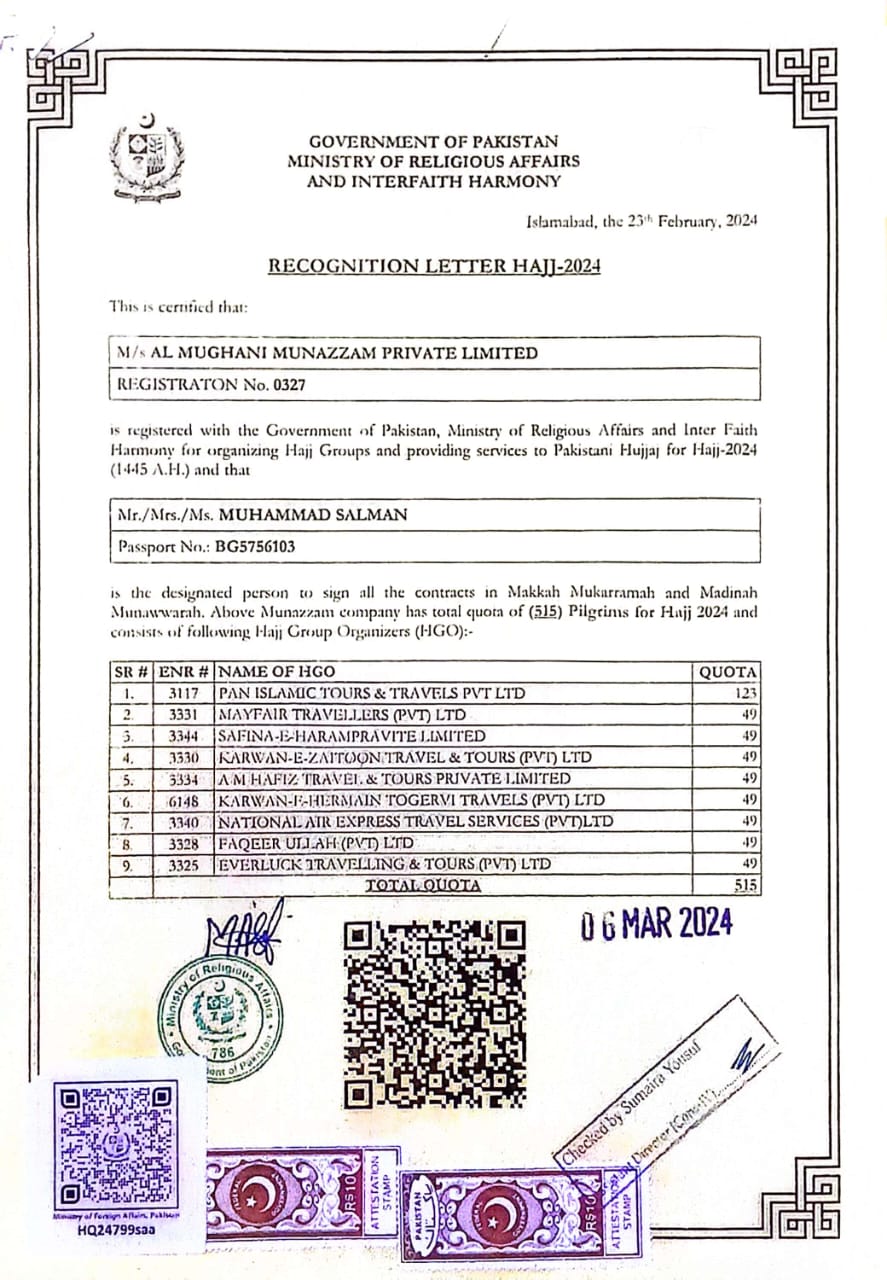 GOVERNMENT OF PAKISTAN
MINISTRY OF RELIGIOUS AFFAIRS
AND INTERFAITH HARMONY
Islamabad, the 23th February, 2024
RECOGNITION LETTER HAJJ-2024
This is certified that:
M/s AL MUGHANI MUNAZZAM PRIVATE LIMITED
REGISTRATON No. 0327
is registered with the Government of Pakistan, Ministry of Religious Affairs and Inter Faith
Harmony for organizing Hajj Groups and providing services to Pakistani Hujjaj for Hajj-2024
(1445 A.H.) and that
Mr./Mrs./Ms. MUHAMMAD SALMAN
Passport No.: BG5756103
is the designated person to sign all the contracts in Makkah Mukarramah and Madinah
Munawwarah. Above Munazzam company has total quota of (515) Pilgrims for Hajj 2024 and
consists of following Hajj Group Organizers (HGO):-
SR # ENR # NAME OF HGO QUOTA
1. 3117 PAN ISLAMIC TOURS & TRAVELS PVT LTD 123
2. 3331 MAYFAIR TRAVELLERS (PVT) LTD 49
3. 3344 SAFINA-E-HARAMPRAVITE LIMITED 49
4. 3330 KARWAN-E-ZAITOON TRAVEL & TOURS (PVT) LTD 49
5. 3334 A M HAFIZ TRAVEL & TOURS PRIVATE LIMITED 49
6. 6148 KARWAN-E-HERMAIN TOGERVI TRAVELS (PVT) LTD 49
7. 3340 NATIONAL AIR EXPRESS TRAVEL SERVICES (PVT)LTD 49
8. 3328 FAQEER ULLAH (PVT) LTD 49
9. 3325 EVERLUCK TRAVELLING & TOURS (PVT) LTD 49
TOTAL QUOTA 515
06 MAR 2024
Ministry of Religious Affairs
786
ent of Pakistan
Checked by Sumaira Yousuf
Director
Ministry of Foreign Affairs, Pakistan
HQ24799saa
RS10
ATTESTATION
STAMP
PAKISTAN
RS10
ATTESTATION
STAMP